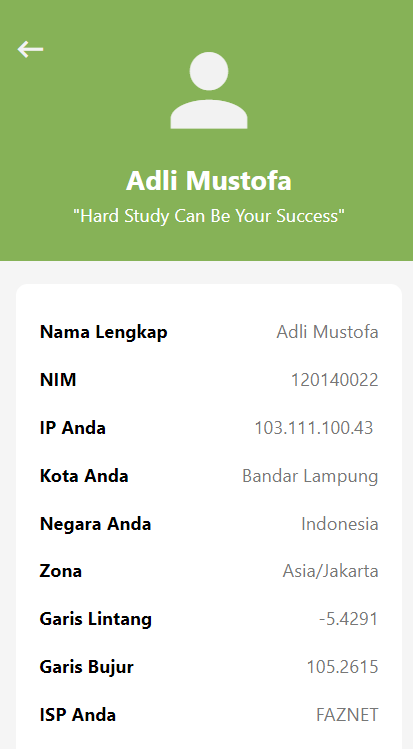 Adli Mustofa
"Hard Study Can Be Your Success"
Nama Lengkap Adli Mustofa
NIM 120140022
IP Anda 103.111.100.43
Kota Anda Bandar Lampung
Negara Anda Indonesia
Zona Asia/Jakarta
Garis Lintang -5.4291
Garis Bujur 105.2615
ISP Anda FAZNET